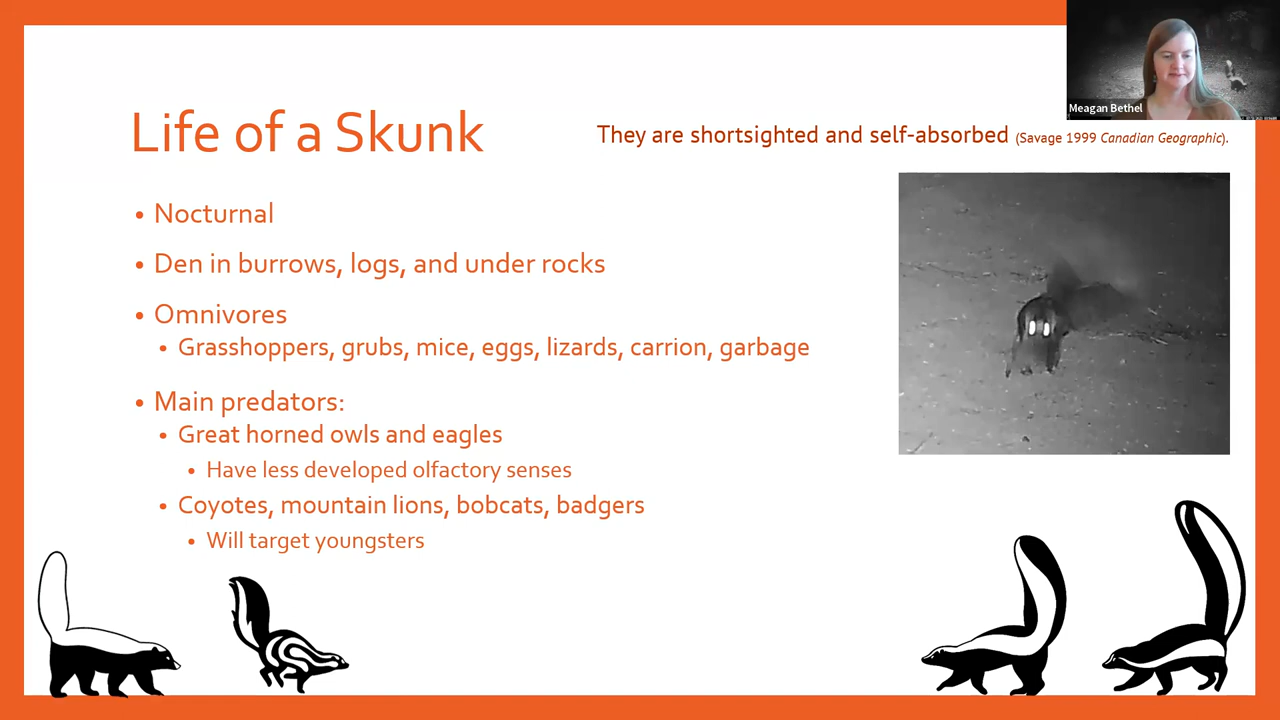 Meagan Bethel
Life of a Skunk
They are shortsighted and self-absorbed (Savage 1999 Canadian Geographic).
• Nocturnal
• Den in burrows, logs, and under rocks
• Omnivores
• Grasshoppers, grubs, mice, eggs, lizards, carrion, garbage
• Main predators:
• Great horned owls and eagles
• Have less developed olfactory senses
• Coyotes, mountain lions, bobcats, badgers
• Will target youngsters